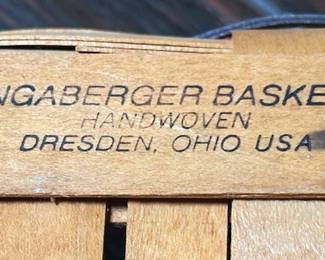 NGABERGER BASKE
HANDWOVEN
DRESDEN, OHIO USA